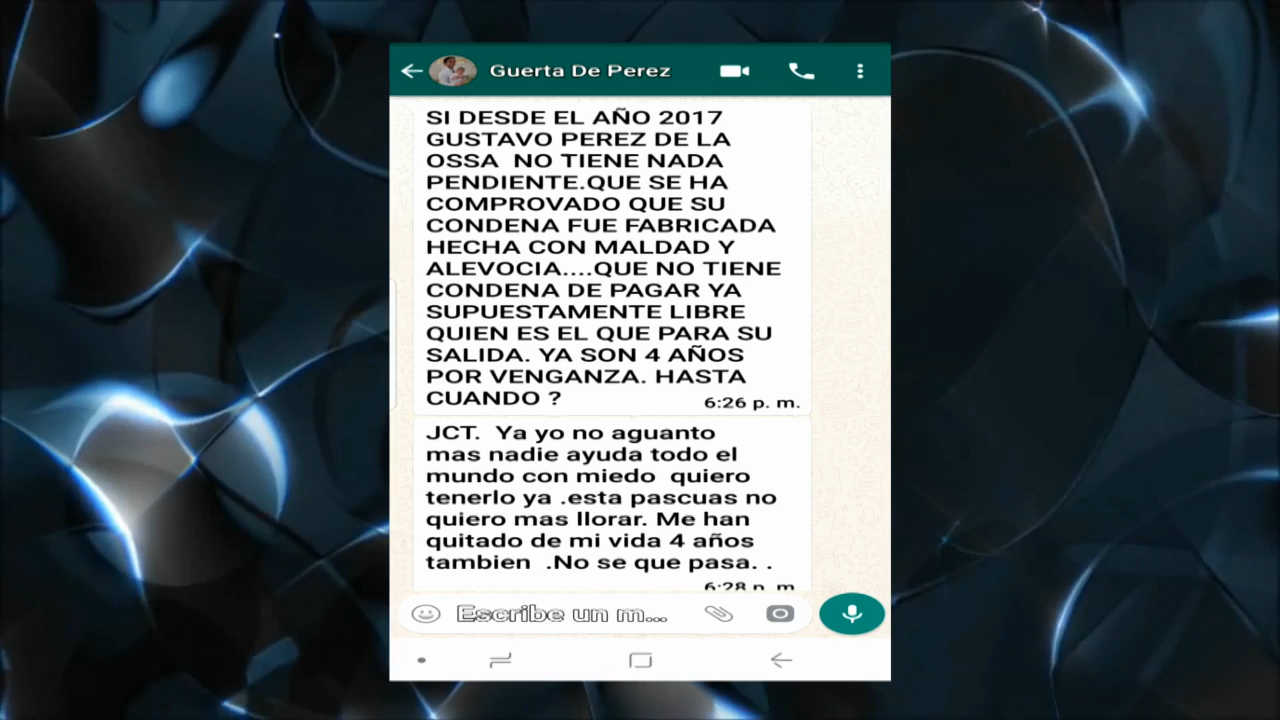 Guerta De Perez
SI DESDE EL AÑO 2017
GUSTAVO PEREZ DE LA
OSSA  NO TIENE NADA
PENDIENTE.QUE SE HA
COMPROVADO QUE SU
CONDENA FUE FABRICADA
HECHA CON MALDAD Y
ALEVOCIA....QUE NO TIENE
CONDENA DE PAGAR YA
SUPUESTAMENTE LIBRE
QUIEN ES EL QUE PARA SU
SALIDA. YA SON 4 AÑOS
POR VENGANZA. HASTA
CUANDO ?
6:26 p. m.
JCT.  Ya yo no aguanto
mas nadie ayuda todo el
mundo con miedo  quiero
tenerlo ya .esta pascuas no
quiero mas llorar. Me han
quitado de mi vida 4 años
tambien  .No se que pasa. .
6:28 p. m
Escribe un m...